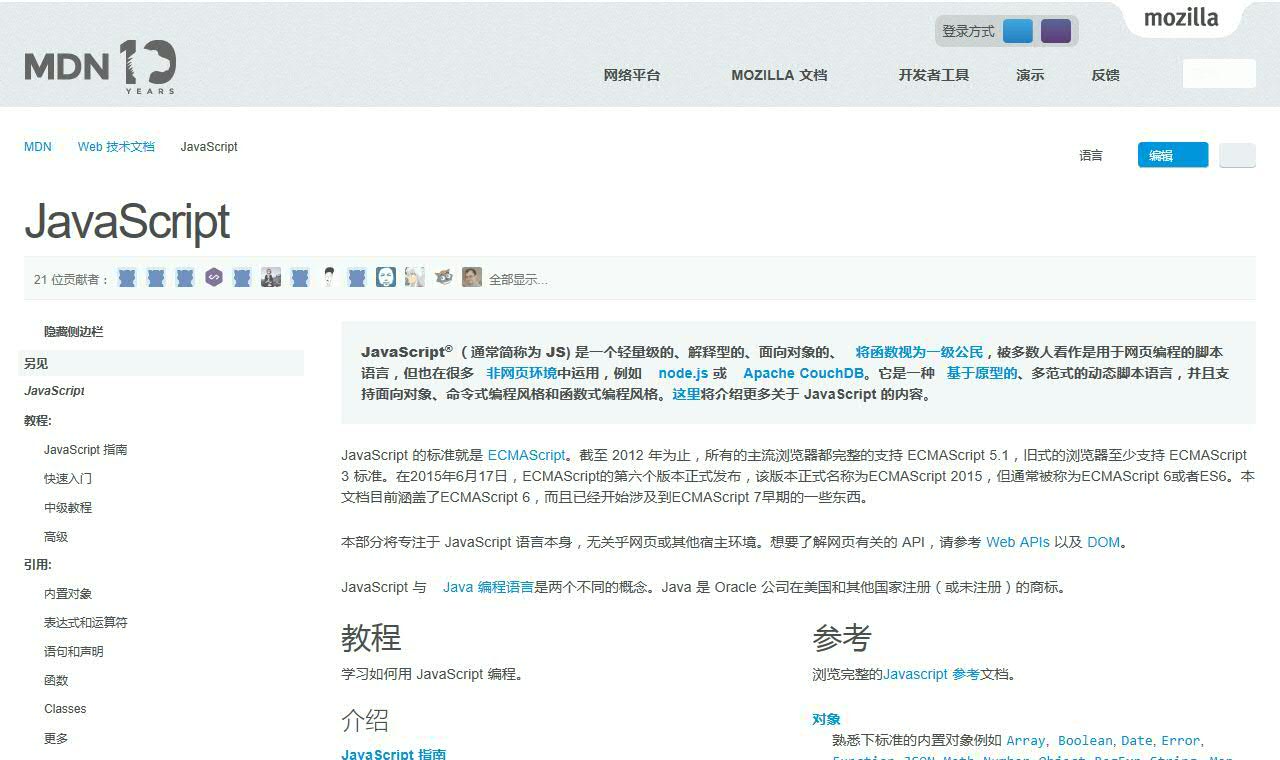 mozilla
登录方式
MDN 10
YEARS
网络平台 MOZILLA 文档 开发者工具 演示 反馈
MDN Web 技术文档 JavaScript
语言 编辑
JavaScript
21 位贡献者： 全部显示...
隐藏侧边栏
另见
JavaScript
教程:
JavaScript 指南
快速入门
中级教程
高级
引用:
内置对象
表达式和运算符
语句和声明
函数
Classes
更多
JavaScript® ( 通常简称为 JS) 是一个轻量级的、解释型的、面向对象的、 将函数视为一级公民，被多数人看作是用于网页编程的脚本
语言，但也在很多 非网页环境中运用，例如 node.js 或 Apache CouchDB。它是一种 基于原型的、多范式的动态脚本语言，并且支
持面向对象、命令式编程风格和函数式编程风格。这里将介绍更多关于 JavaScript 的内容。
JavaScript 的标准就是 ECMAScript。截至 2012 年为止，所有的主流浏览器都完整的支持 ECMAScript 5.1，旧式的浏览器至少支持 ECMAScript
3 标准。在2015年6月17日，ECMAScript的第六个版本正式发布，该版本正式名称为ECMAScript 2015，但通常被称为ECMAScript 6或者ES6。本
文档目前涵盖了ECMAScript 6，而且已经开始涉及到ECMAScript 7早期的一些东西。
本部分将专注于 JavaScript 语言本身，无关乎网页或其他宿主环境。想要了解网页有关的 API，请参考 Web APIs 以及 DOM。
JavaScript 与 Java 编程语言是两个不同的概念。Java 是 Oracle 公司在美国和其他国家注册（或未注册）的商标。
教程
学习如何用 JavaScript 编程。
介绍
JavaScript 指南
参考
浏览完整的Javascript 参考文档。
对象
熟悉下标准的内置对象例如 Array, Boolean, Date, Error,
Function, JSON, Math, Number, Object, RegExp, String, Map,